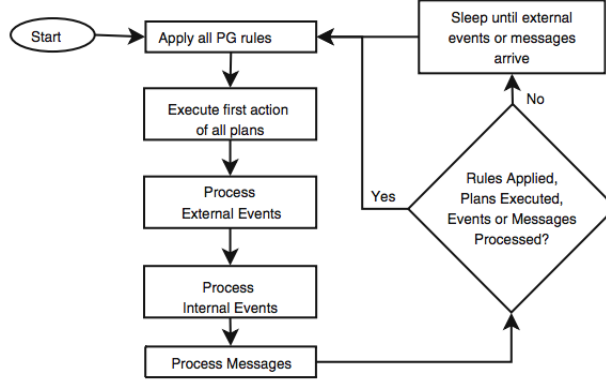 Start
Apply all PG rules
Execute first action
of all plans
Process
External Events
Process
Internal Events
Process Messages
Sleep until external
events or messages
arrive
No
Yes
Rules Applied,
Plans Executed,
Events or Messages
Processed?